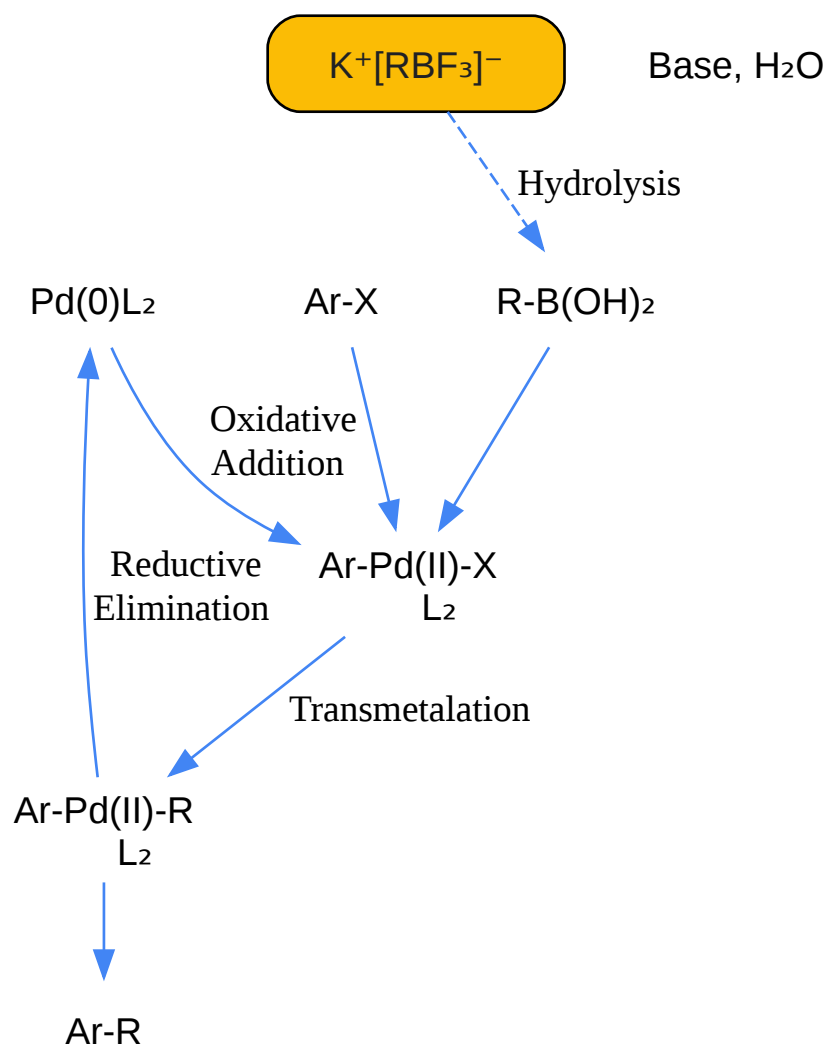 K⁺[RBF₃]⁻
Base, H₂O
Hydrolysis
Pd(0)L₂
Ar-X
R-B(OH)₂
Oxidative
Addition
Reductive
Elimination
Ar-Pd(II)-X
L₂
Transmetalation
Ar-Pd(II)-R
L₂
Ar-R